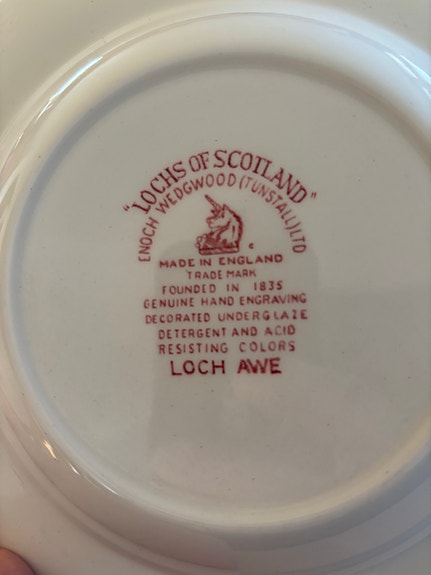 "LOCHS OF SCOTLAND"
ENOCH WEDGWOOD (TUNSTALL) LTD
c
MADE IN ENGLAND
TRADE MARK
FOUNDED IN 1835
GENUINE HAND ENGRAVING
DECORATED UNDERGLAZE
DETERGENT AND ACID
RESISTING COLORS
LOCH AWE